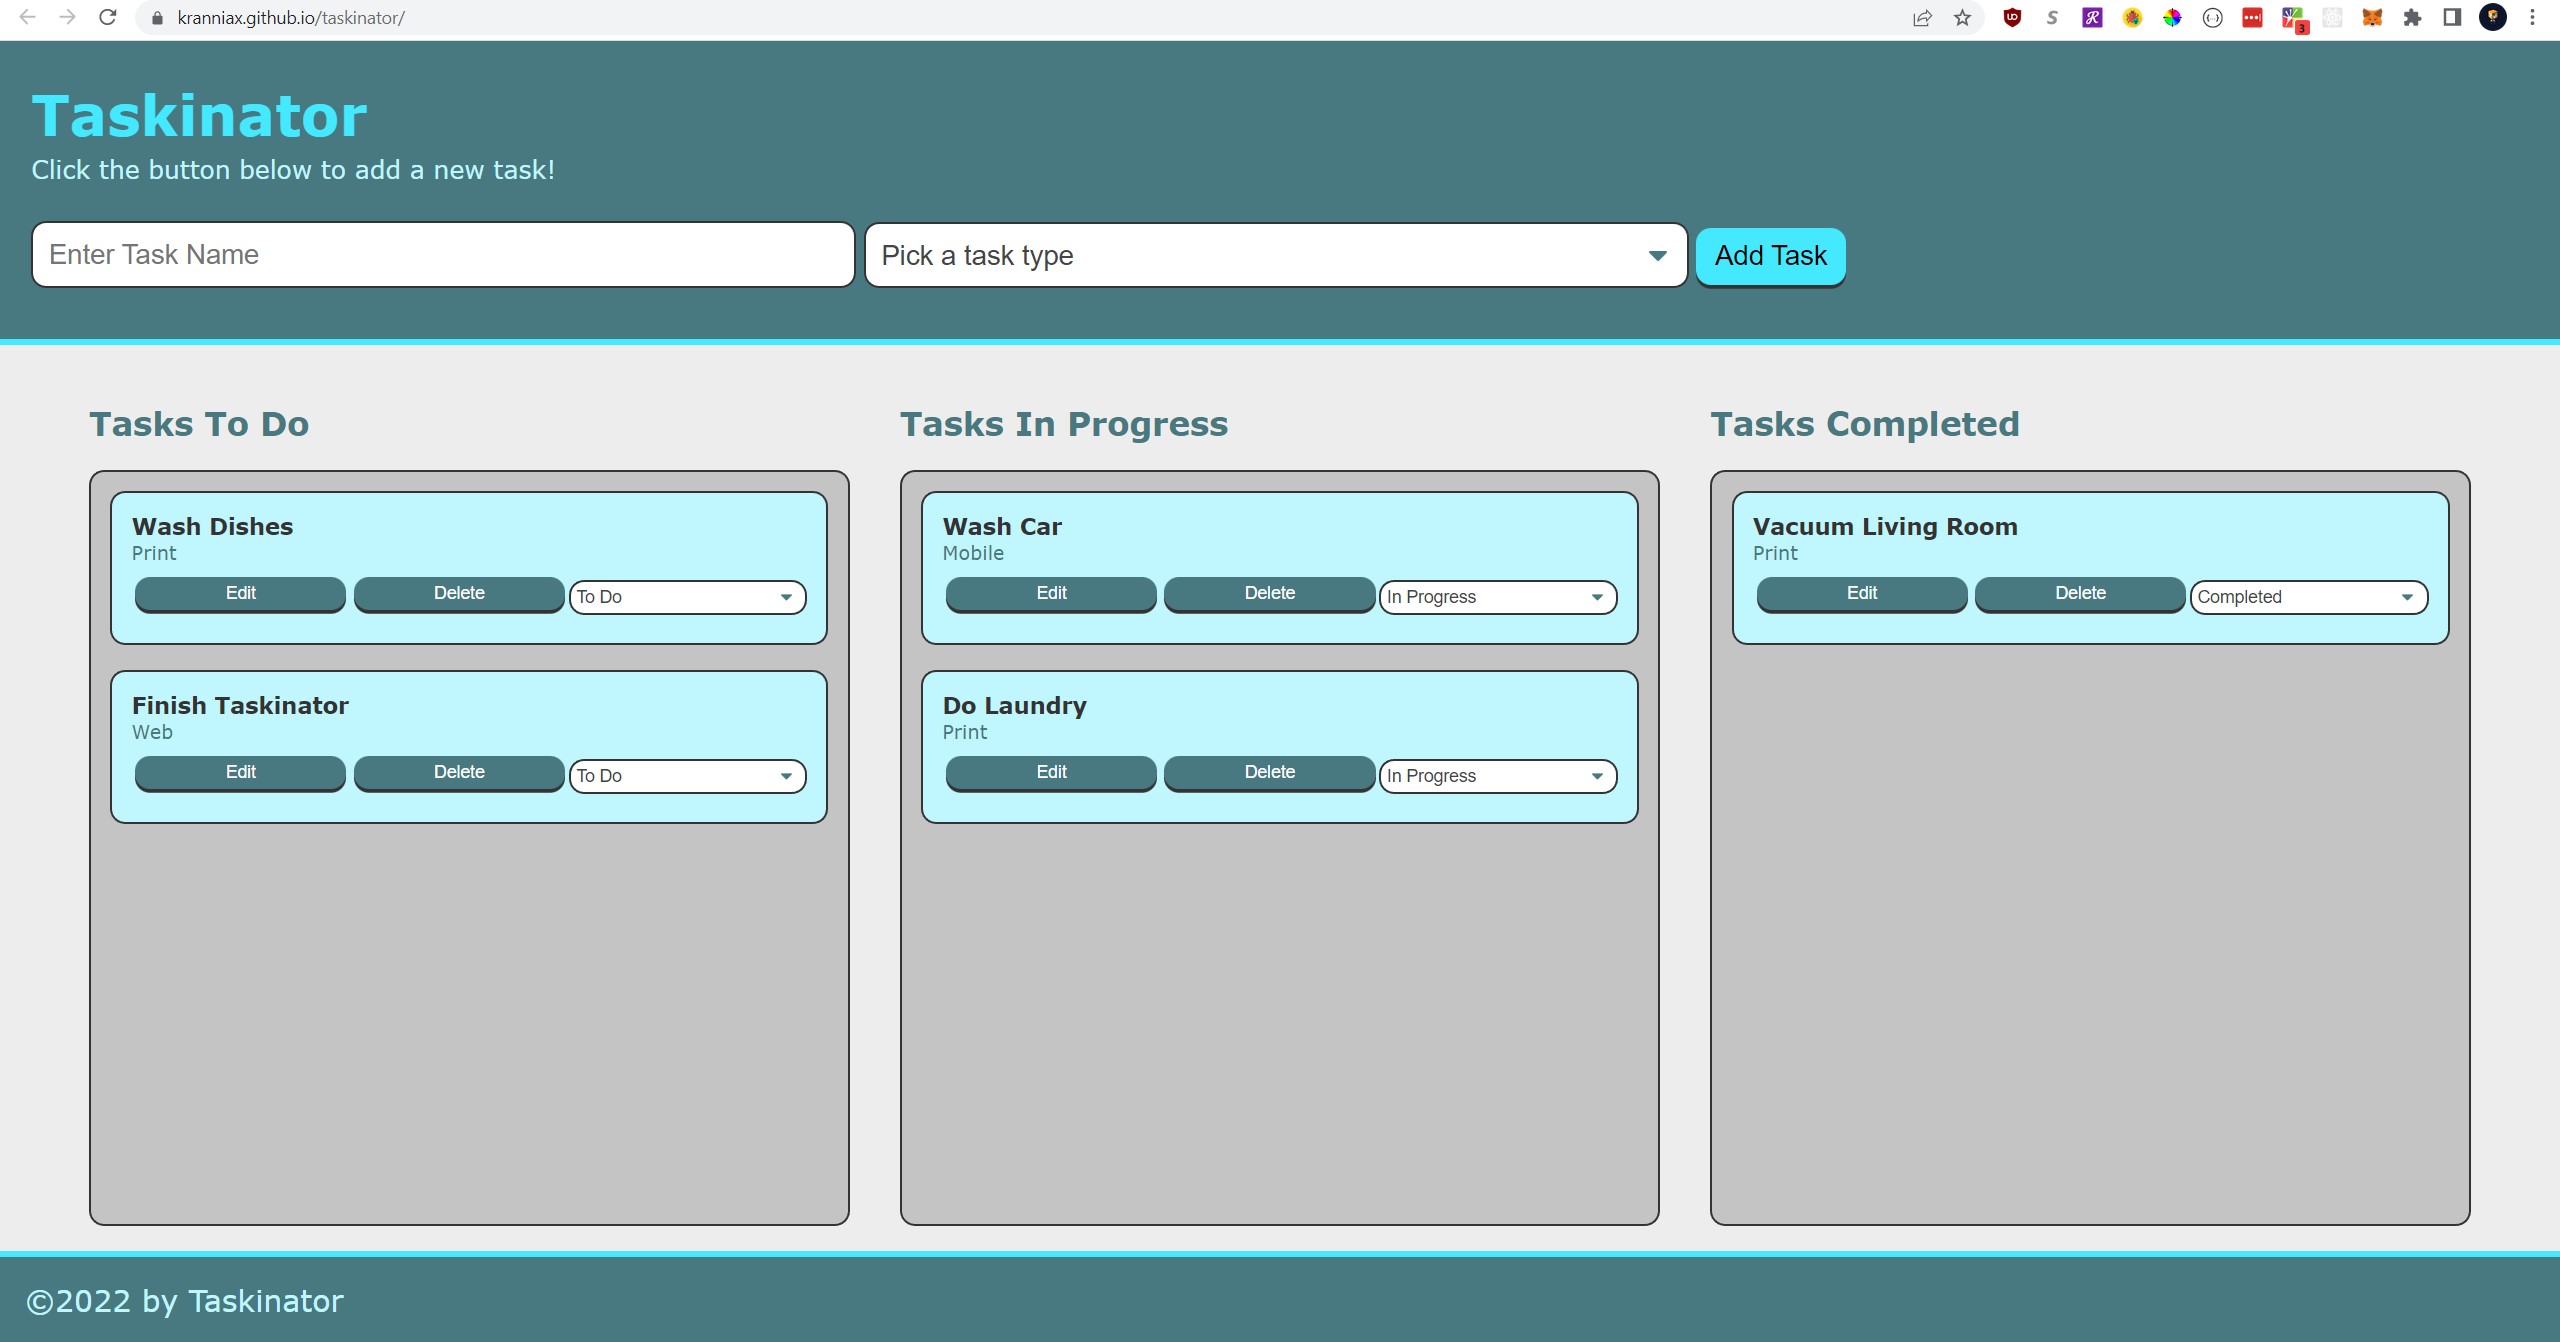 kranniax.github.io/taskinator/
3
Taskinator
Click the button below to add a new task!
Enter Task Name
Pick a task type
Add Task
Tasks To Do
Wash Dishes
Print
Edit
Delete
To Do
Finish Taskinator
Web
Edit
Delete
To Do
Tasks In Progress
Wash Car
Mobile
Edit
Delete
In Progress
Do Laundry
Print
Edit
Delete
In Progress
Tasks Completed
Vacuum Living Room
Print
Edit
Delete
Completed
©2022 by Taskinator